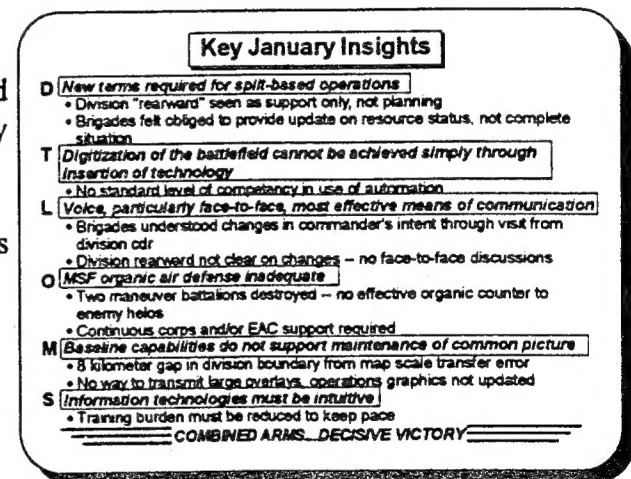 Key January Insights
D New terms required for split-based operations
• Division "rearward" seen as support only, not planning
• Brigades felt obliged to provide update on resource status, not complete
situation
T Digitization of the battlefield cannot be achieved simply through
insertion of technology
• No standard level of competency in use of automation
L Voice, particularly face-to-face, most effective means of communication
• Brigades understood changes in commander's intent through visit from
division cdr
• Division rearward not clear on changes -- no face-to-face discussions
O MSF organic air defense inadequate
• Two maneuver battalions destroyed -- no effective organic counter to
enemy helos
• Continuous corps and/or EAC support required
M Baseline capabilities do not support maintenance of common picture
• 8 kilometer gap in division boundary from map scale transfer error
• No way to transmit large overlays, operations graphics not updated
S Information technologies must be intuitive
• Training burden must be reduced to keep pace
COMBINED ARMS...DECISIVE VICTORY